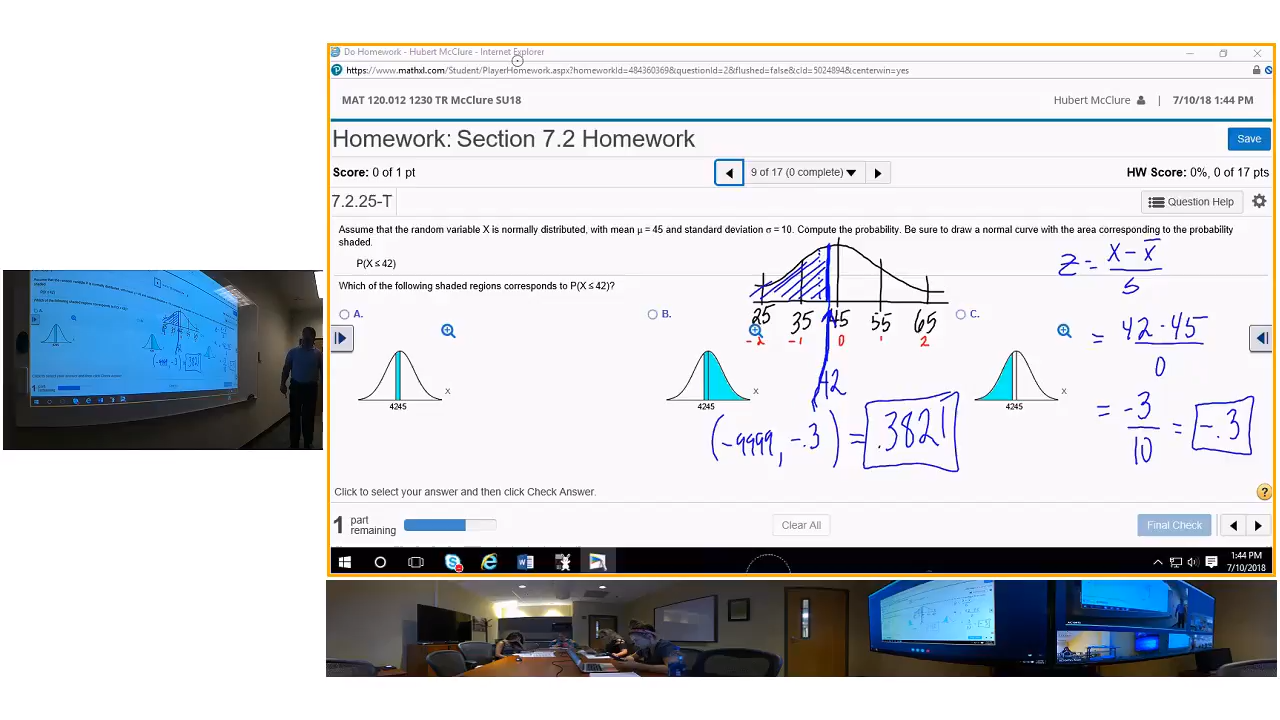 Do Homework - Hubert McClure - Internet Explorer
https://www.mathxl.com/Student/PlayerHomework.aspx?homeworkId=484360369&questionId=2&flushed=false&cId=5024894&centerwin=yes
MAT 120.012 1230 TR McClure SU18
Hubert McClure | 7/10/18 1:44 PM
Homework: Section 7.2 Homework
Save
Score: 0 of 1 pt
9 of 17 (0 complete)
HW Score: 0%, 0 of 17 pts
7.2.25-T
Question Help
Assume that the random variable X is normally distributed, with mean μ = 45 and standard deviation σ = 10. Compute the probability. Be sure to draw a normal curve with the area corresponding to the probability
shaded.
P(X ≤ 42)
Which of the following shaded regions corresponds to P(X ≤ 42)?
z = x - x̅ / s
A.
B.
C.
25 35 45 55 65
-2 -1 0 1 2
= 42 - 45 / 0
x
x
x
4245
4245
4245
42
= -3 / 10 = -.3
(-9999, -.3) = .3821
Click to select your answer and then click Check Answer.
1 part
remaining
Clear All
Final Check
1:44 PM
7/10/2018